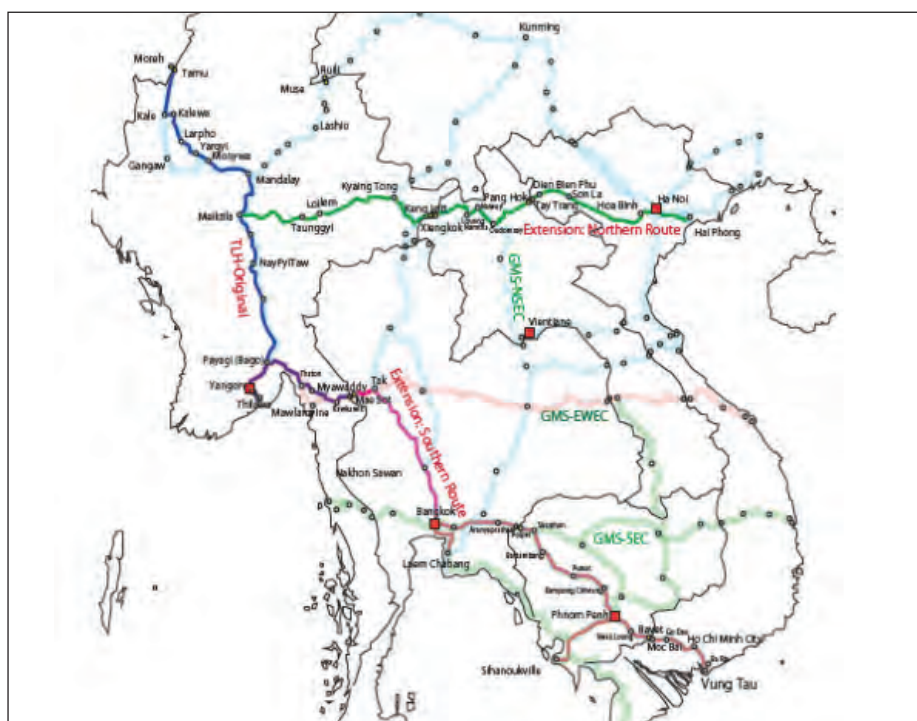 Kunming
Moreh
Tamu
Ruili
Muse
Kale
Kalewa
Lashio
Larpho
Yargyi
Monywa
Gangaw
Mandalay
Kyaing Tong
Dien Bien Phu
Pang Hok
Son La
Ha Noi
Loilem
Tay Trang
Hoa Binh
Meiktila
Xiengkok
Taunggyi
Extension: Northern Route
Hai Phong
TLH-Original
NayPyiTaw
GMS-NSEC
Vientiane
Payagi (Bago)
Thaton
Myawaddy
Tak
Yangon
Mae Sot
Thilawa
Mawlamyine
Extension: Southern Route
GMS-EWEC
Nakhon Sawan
Bangkok
GMS-SEC
Laem Chabang
Phnom Penh
Bavet
Ho Chi Minh City
Moc Bai
Sihanoukville
Vung Tau